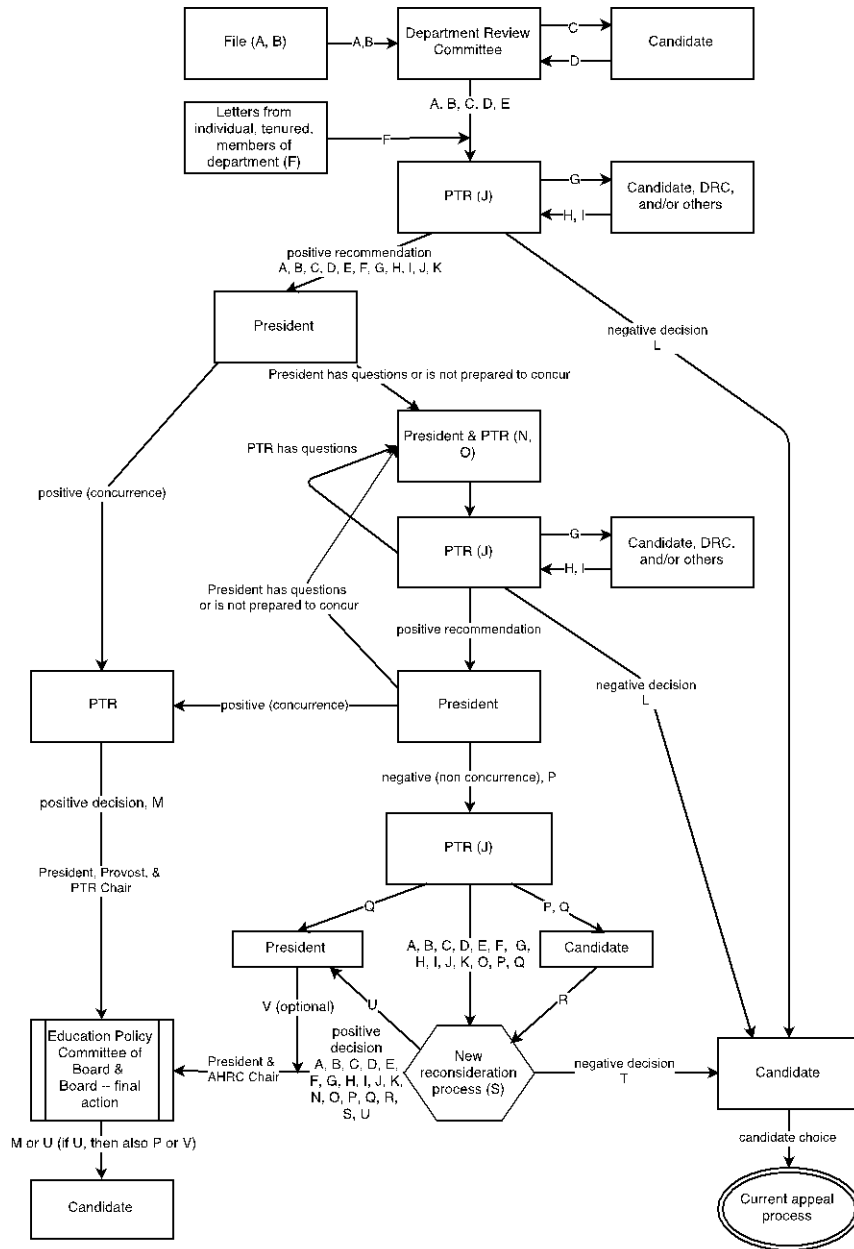 File (A, B)
A,B
Department Review
Committee
C
D
Candidate
A. B, C. D, E
Letters from
individual, tenured,
members of
department (F)
F
PTR (J)
G
H, I
Candidate, DRC,
and/or others
positive recommendation
A, B, C. D, E, F, G, H, I, J, K
negative decision
L
President
President has questions or is not prepared to concur
President & PTR (N,
O)
PTR has questions
positive (concurrence)
PTR (J)
G
H, I
Candidate, DRC.
and/or others
President has questions
or is not prepared to concur
positive recommendation
negative decision
L
PTR
positive (concurrence)
President
negative (non concurrence), P
positive decision, M
PTR (J)
President, Provost, &
PTR Chair
Q
P, Q
President
A, B, C, D, E, F, G,
H, I, J, K, O, P, Q
Candidate
V (optional)
U
R
Education Policy
Committee of
Board &
Board -- final
action
President &
AHRC Chair
positive
decision
A, B, C, D, E,
F, G, H, I, J, K,
N, O, P, Q, R,
S, U
New
reconsideration
process (S)
negative decision
T
Candidate
M or U (if U, then also P or V)
candidate choice
Candidate
Current appeal
process